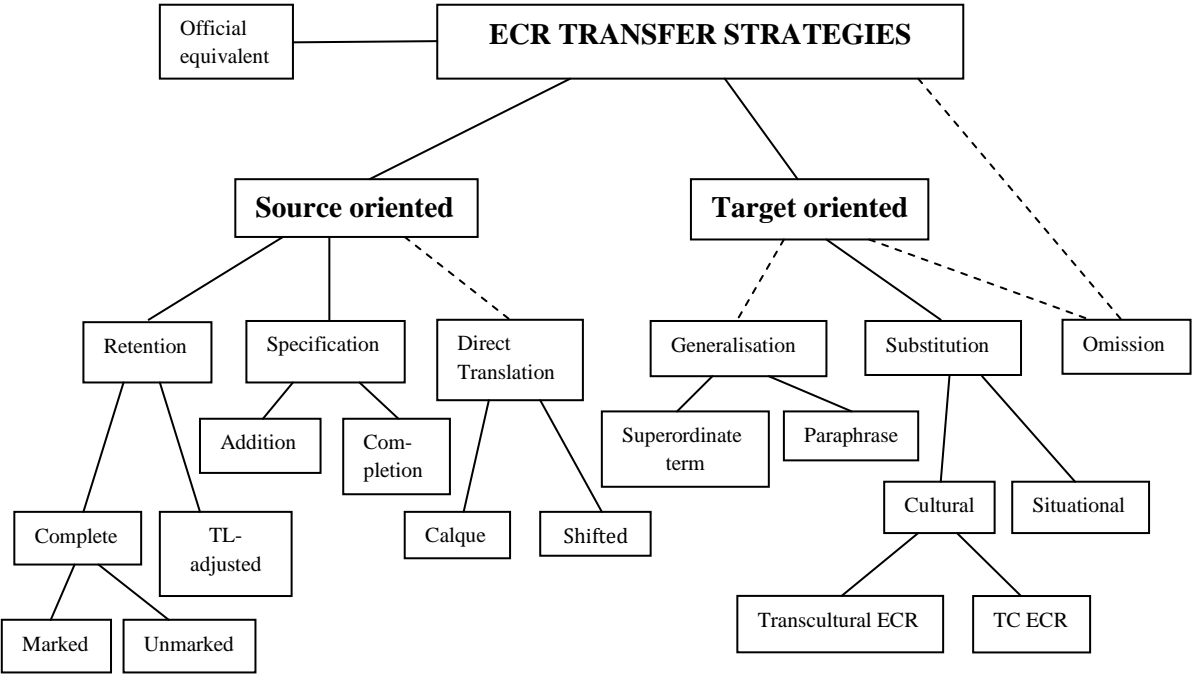 Official
equivalent
ECR TRANSFER STRATEGIES
Source oriented
Target oriented
Retention
Specification
Direct
Translation
Generalisation
Substitution
Omission
Addition
Com-
pletion
Superordinate
term
Paraphrase
Complete
TL-
adjusted
Calque
Shifted
Cultural
Situational
Marked
Unmarked
Transcultural ECR
TC ECR